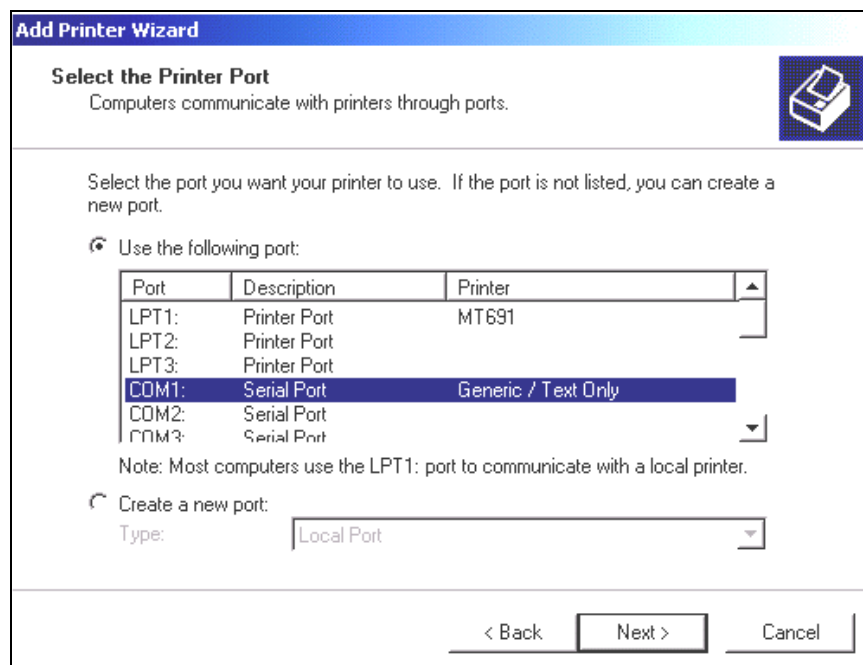 Add Printer Wizard
Select the Printer Port
Computers communicate with printers through ports.
Select the port you want your printer to use. If the port is not listed, you can create a
new port.
Use the following port:
Port Description Printer
LPT1: Printer Port MT691
LPT2: Printer Port
LPT3: Printer Port
COM1: Serial Port Generic / Text Only
COM2: Serial Port
COM3: Serial Port
Note: Most computers use the LPT1: port to communicate with a local printer.
Create a new port:
Type: Local Port
< Back Next > Cancel